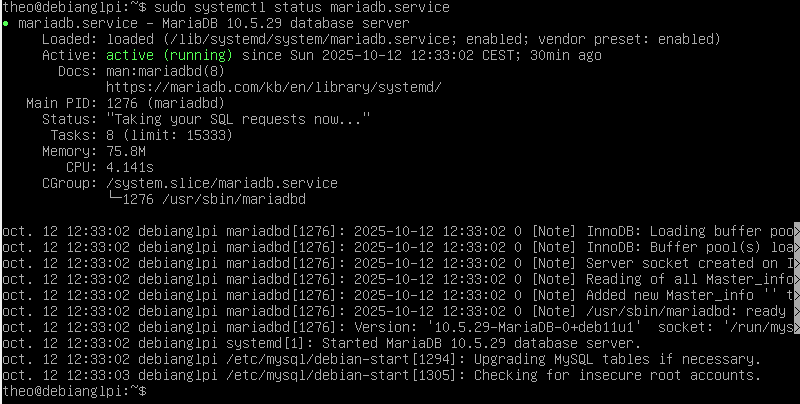 theo@debianglpi:~$ sudo systemctl status mariadb.service
● mariadb.service - MariaDB 10.5.29 database server
Loaded: loaded (/lib/systemd/system/mariadb.service; enabled; vendor preset: enabled)
Active: active (running) since Sun 2025-10-12 12:33:02 CEST; 30min ago
Docs: man:mariadbd(8)
https://mariadb.com/kb/en/library/systemd/
Main PID: 1276 (mariadbd)
Status: "Taking your SQL requests now..."
Tasks: 8 (limit: 15333)
Memory: 75.8M
CPU: 4.141s
CGroup: /system.slice/mariadb.service
└─1276 /usr/sbin/mariadbd
oct. 12 12:33:02 debianglpi mariadbd[1276]: 2025-10-12 12:33:02 0 [Note] InnoDB: Loading buffer poo>
oct. 12 12:33:02 debianglpi mariadbd[1276]: 2025-10-12 12:33:02 0 [Note] InnoDB: Buffer pool(s) loa>
oct. 12 12:33:02 debianglpi mariadbd[1276]: 2025-10-12 12:33:02 0 [Note] Server socket created on I>
oct. 12 12:33:02 debianglpi mariadbd[1276]: 2025-10-12 12:33:02 0 [Note] Reading of all Master_info>
oct. 12 12:33:02 debianglpi mariadbd[1276]: 2025-10-12 12:33:02 0 [Note] Added new Master_info '' t>
oct. 12 12:33:02 debianglpi mariadbd[1276]: 2025-10-12 12:33:02 0 [Note] /usr/sbin/mariadbd: ready >
oct. 12 12:33:02 debianglpi mariadbd[1276]: Version: '10.5.29-MariaDB-0+deb11u1'  socket: '/run/mys>
oct. 12 12:33:02 debianglpi systemd[1]: Started MariaDB 10.5.29 database server.
oct. 12 12:33:02 debianglpi /etc/mysql/debian-start[1294]: Upgrading MySQL tables if necessary.
oct. 12 12:33:03 debianglpi /etc/mysql/debian-start[1305]: Checking for insecure root accounts.
theo@debianglpi:~$